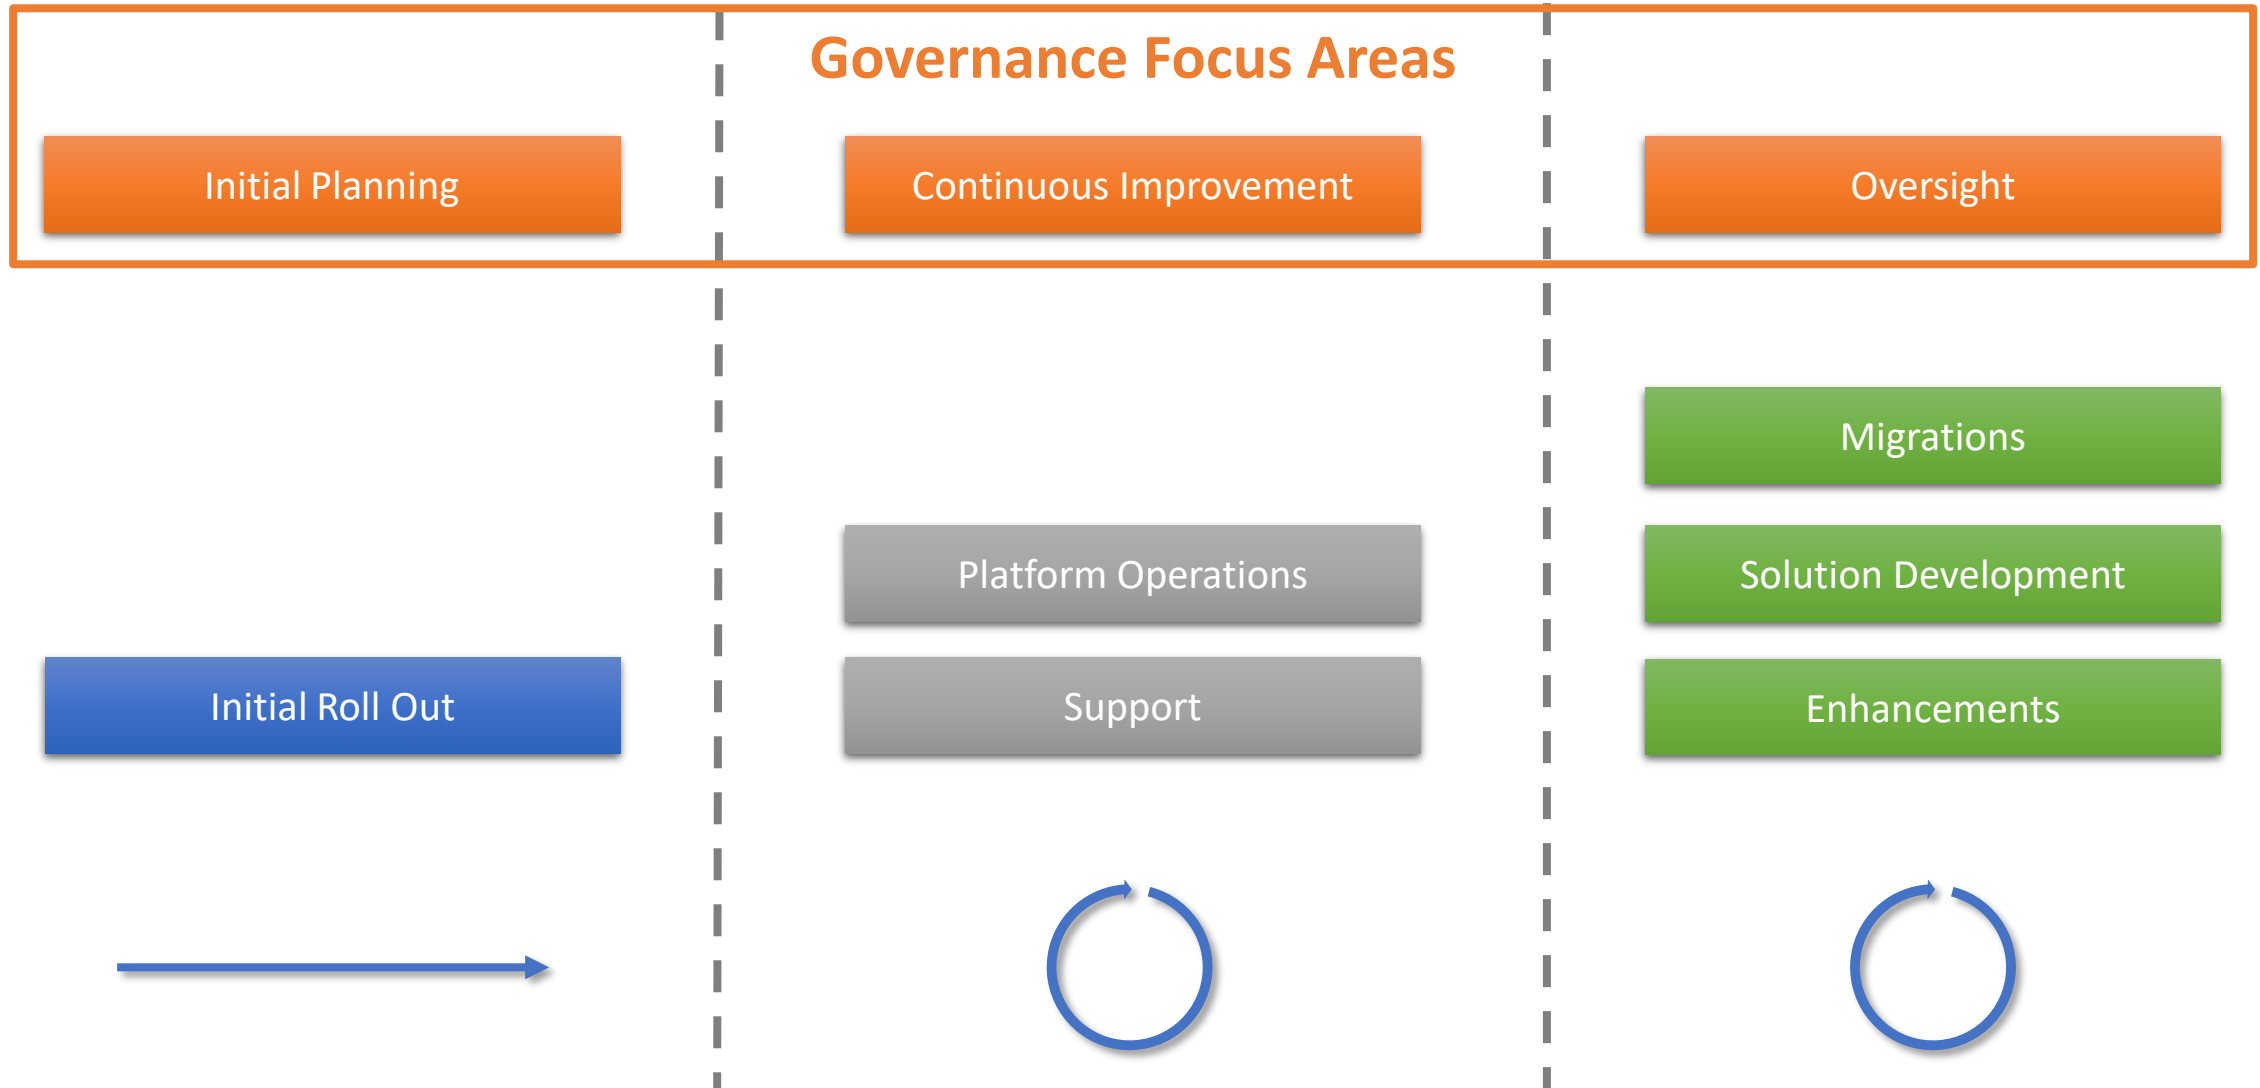 Governance Focus Areas
Initial Planning
Continuous Improvement
Oversight
Migrations
Platform Operations
Solution Development
Initial Roll Out
Support
Enhancements